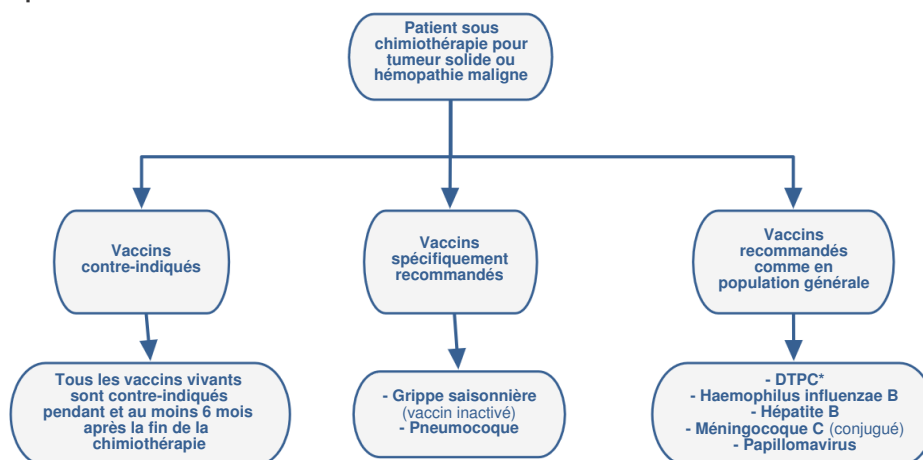 Patient sous
chimiothérapie pour
tumeur solide ou
hémopathie maligne
Vaccins
contre-indiqués
Vaccins
spécifiquement
recommandés
Vaccins
recommandés
comme en
population générale
Tous les vaccins vivants
sont contre-indiqués
pendant et au moins 6 mois
après la fin de la
chimiothérapie
- Grippe saisonnière
(vaccin inactivé)
- Pneumocoque
- DTPC*
- Haemophilus influenzae B
- Hépatite B
- Méningocoque C (conjugué)
- Papillomavirus